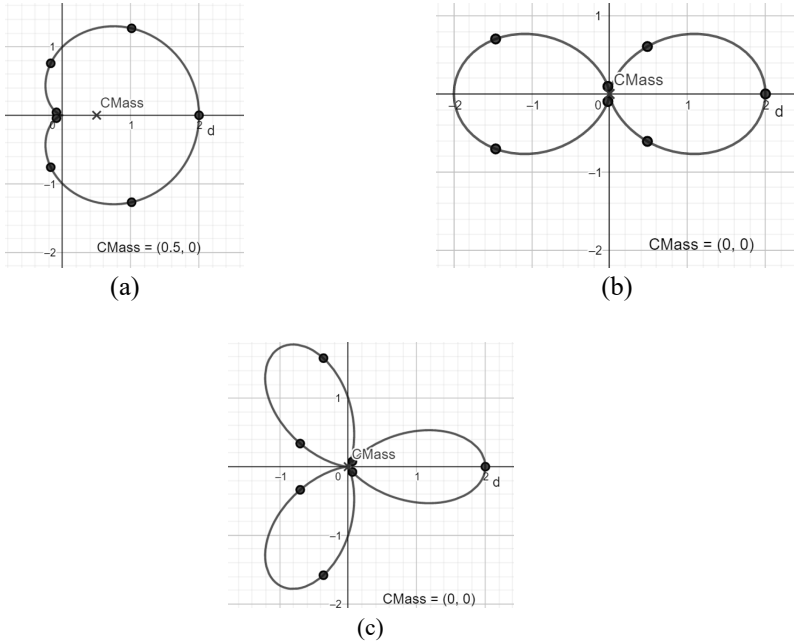 1
CMass
0
1
2
d
−1
CMass = (0.5, 0)
−2
(a)
1
CMass
−2
−1
0
1
2
d
−1
CMass = (0, 0)
−2
(b)
1
CMass
−1
0
1
2
d
−1
CMass = (0, 0)
−2
(c)